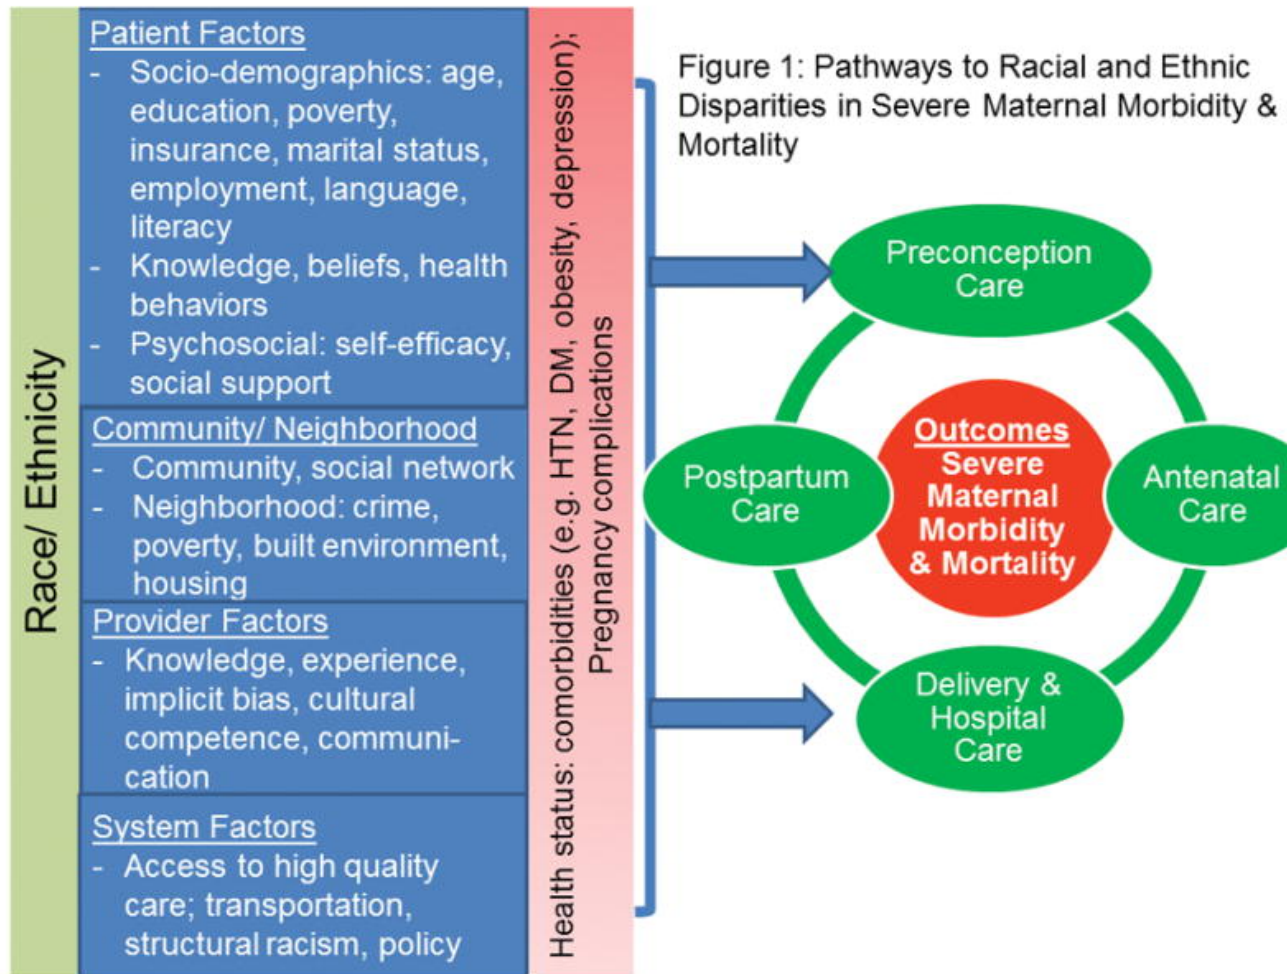 Race/ Ethnicity
Patient Factors
- Socio-demographics: age,
education, poverty,
insurance, marital status,
employment, language,
literacy
- Knowledge, beliefs, health
behaviors
- Psychosocial: self-efficacy,
social support
Community/ Neighborhood
- Community, social network
- Neighborhood: crime,
poverty, built environment,
housing
Provider Factors
- Knowledge, experience,
implicit bias, cultural
competence, communi-
cation
System Factors
- Access to high quality
care; transportation,
structural racism, policy
Health status: comorbidities (e.g. HTN, DM, obesity, depression);
Pregnancy complications
Figure 1: Pathways to Racial and Ethnic
Disparities in Severe Maternal Morbidity &
Mortality
Preconception
Care
Postpartum
Care
Outcomes
Severe
Maternal
Morbidity
& Mortality
Antenatal
Care
Delivery &
Hospital
Care